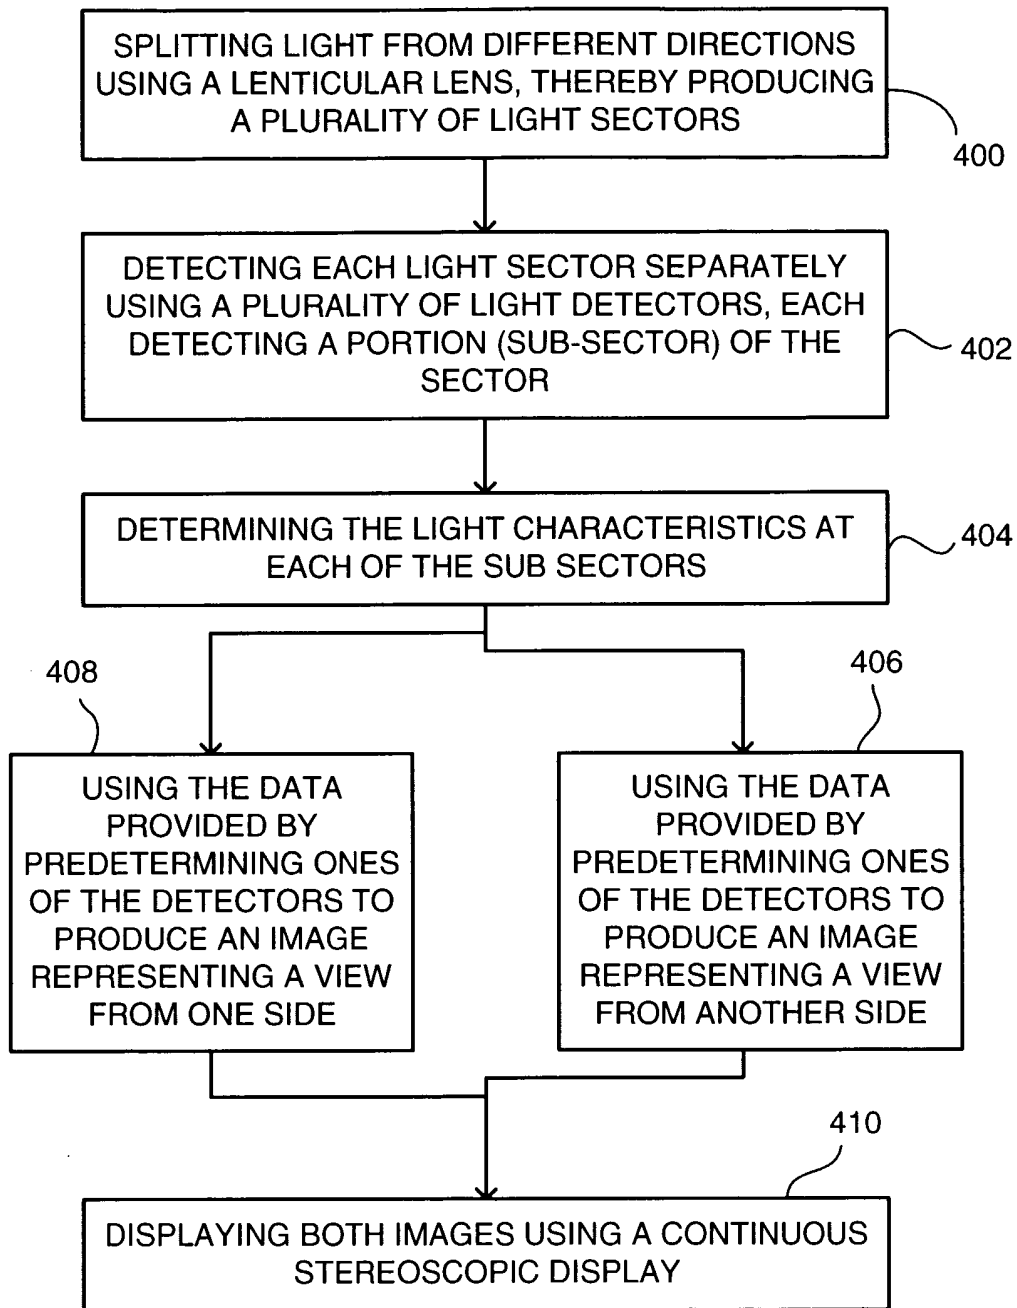 SPLITTING LIGHT FROM DIFFERENT DIRECTIONS
USING A LENTICULAR LENS, THEREBY PRODUCING
A PLURALITY OF LIGHT SECTORS
400
DETECTING EACH LIGHT SECTOR SEPARATELY
USING A PLURALITY OF LIGHT DETECTORS, EACH
DETECTING A PORTION (SUB-SECTOR) OF THE
SECTOR
402
DETERMINING THE LIGHT CHARACTERISTICS AT
EACH OF THE SUB SECTORS
404
408
USING THE DATA
PROVIDED BY
PREDETERMINING ONES
OF THE DETECTORS TO
PRODUCE AN IMAGE
REPRESENTING A VIEW
FROM ONE SIDE
406
USING THE DATA
PROVIDED BY
PREDETERMINING ONES
OF THE DETECTORS TO
PRODUCE AN IMAGE
REPRESENTING A VIEW
FROM ANOTHER SIDE
410
DISPLAYING BOTH IMAGES USING A CONTINUOUS
STEREOSCOPIC DISPLAY